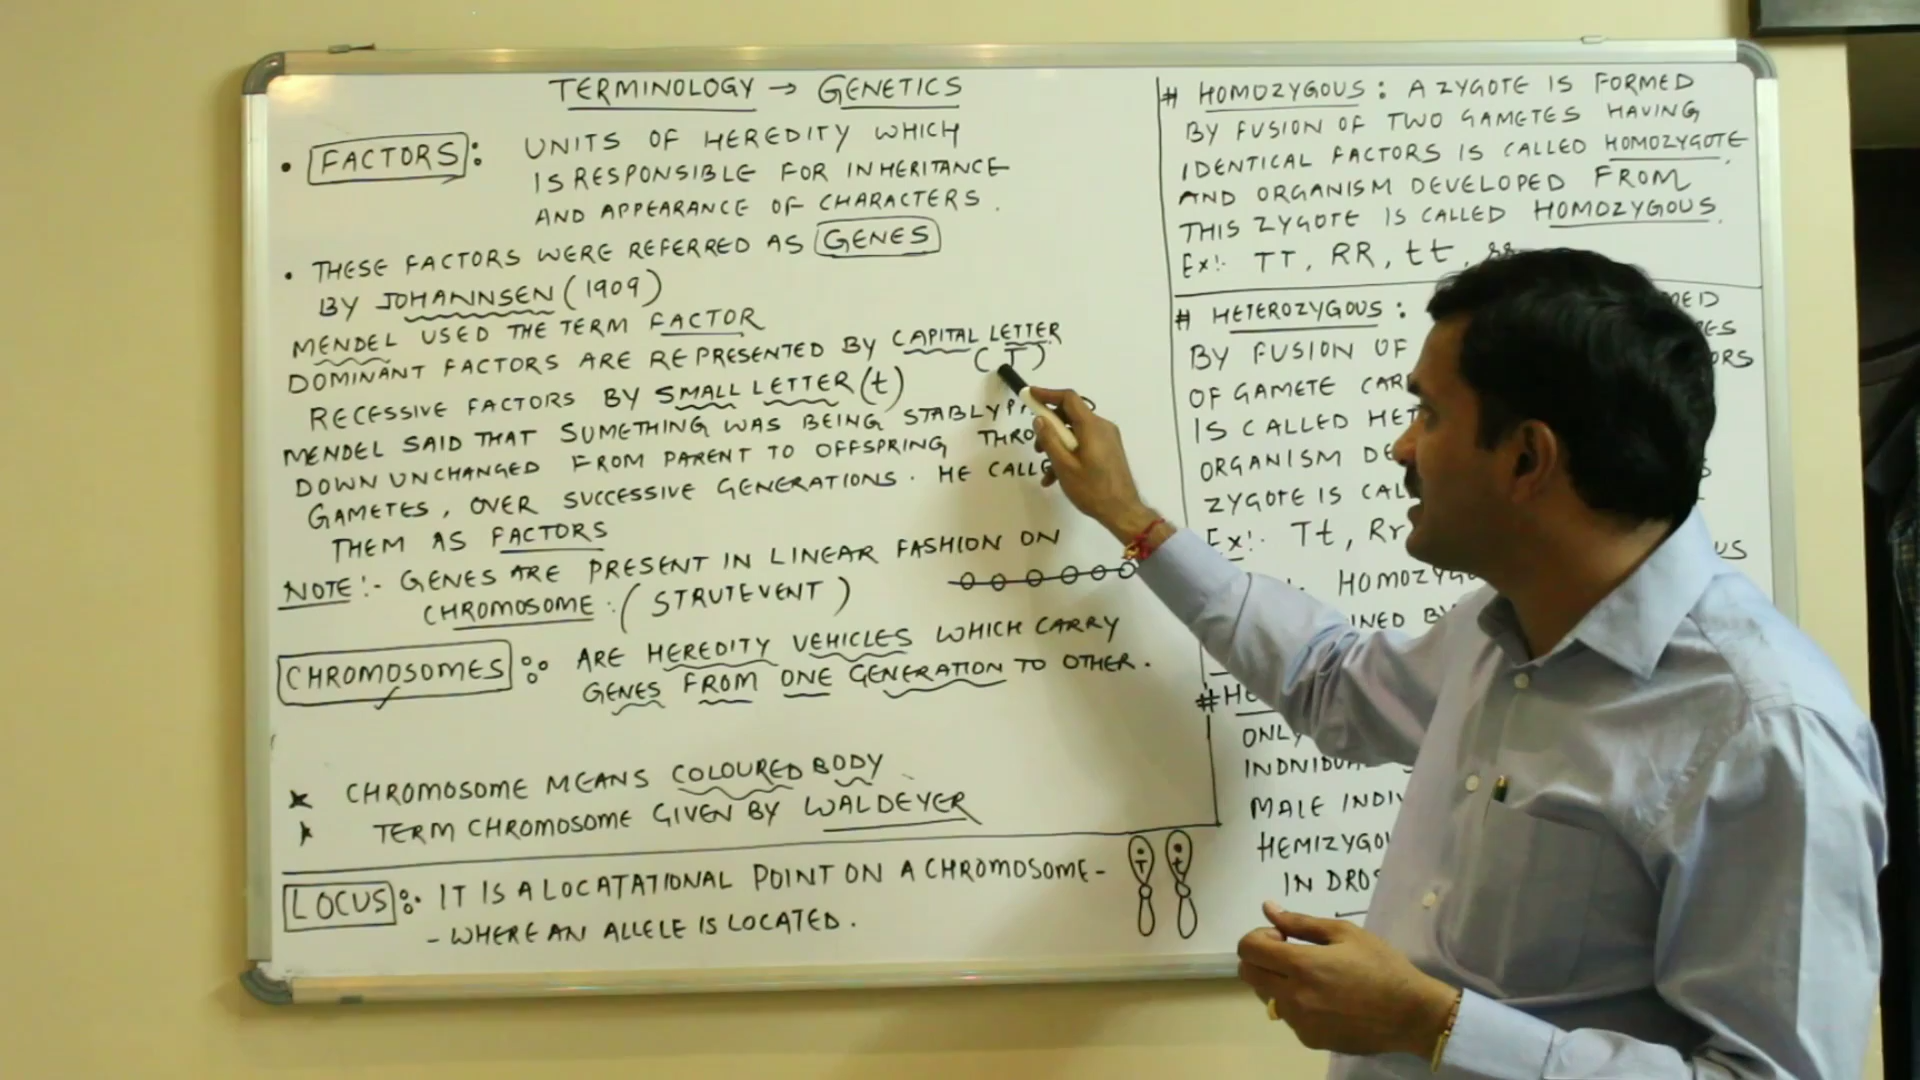 TERMINOLOGY → GENETICS
• FACTORS: UNITS OF HEREDITY WHICH
IS RESPONSIBLE FOR INHERITANCE
AND APPEARANCE OF CHARACTERS.
• THESE FACTORS WERE REFERRED AS GENES
BY JOHANNSEN (1909)
MENDEL USED THE TERM FACTOR
DOMINANT FACTORS ARE REPRESENTED BY CAPITAL LETTER
(T)
RECESSIVE FACTORS BY SMALL LETTER (t)
MENDEL SAID THAT SUMETHING WAS BEING STABLY
DOWN UNCHANGED FROM PARENT TO OFFSPRING
GAMETES, OVER SUCCESSIVE GENERATIONS. HE
THEM AS FACTORS
NOTE:- GENES ARE PRESENT IN LINEAR FASHION ON
CHROMOSOME. (STRUTEVENT)
CHROMOSOMES: ARE HEREDITY VEHICLES WHICH CARRY
GENES FROM ONE GENERATION TO OTHER.
CHROMOSOME MEANS COLOURED BODY
TERM CHROMOSOME GIVEN BY WALDEYER
LOCUS: IT IS A LOCATATIONAL POINT ON A CHROMOSOME-
- WHERE AN ALLELE IS LOCATED.
T t
# HOMOZYGOUS: A ZYGOTE IS FORMED
BY FUSION OF TWO GAMETES HAVING
IDENTICAL FACTORS IS CALLED HOMOZYGOTE
AND ORGANISM DEVELOPED FROM
THIS ZYGOTE IS CALLED HOMOZYGOUS.
Ex:- TT, RR, tt,
# HETEROZYGOUS:
BY FUSION OF
OF GAMETE
IS CALLED
ORGANISM
ZYGOTE IS
Ex:- Tt, Rr
ONLY
MALE
IN